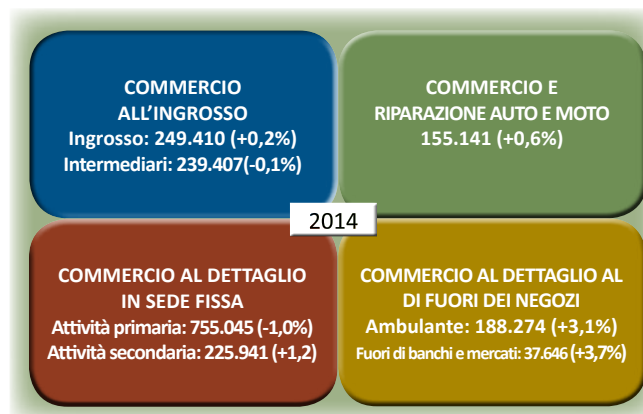 COMMERCIO
ALL'INGROSSO
Ingrosso: 249.410 (+0,2%)
Intermediari: 239.407(-0,1%)
COMMERCIO E
RIPARAZIONE AUTO E MOTO
155.141 (+0,6%)
2014
COMMERCIO AL DETTAGLIO
IN SEDE FISSA
Attività primaria: 755.045 (-1,0%)
Attività secondaria: 225.941 (+1,2)
COMMERCIO AL DETTAGLIO AL
DI FUORI DEI NEGOZI
Ambulante: 188.274 (+3,1%)
Fuori di banchi e mercati: 37.646 (+3,7%)